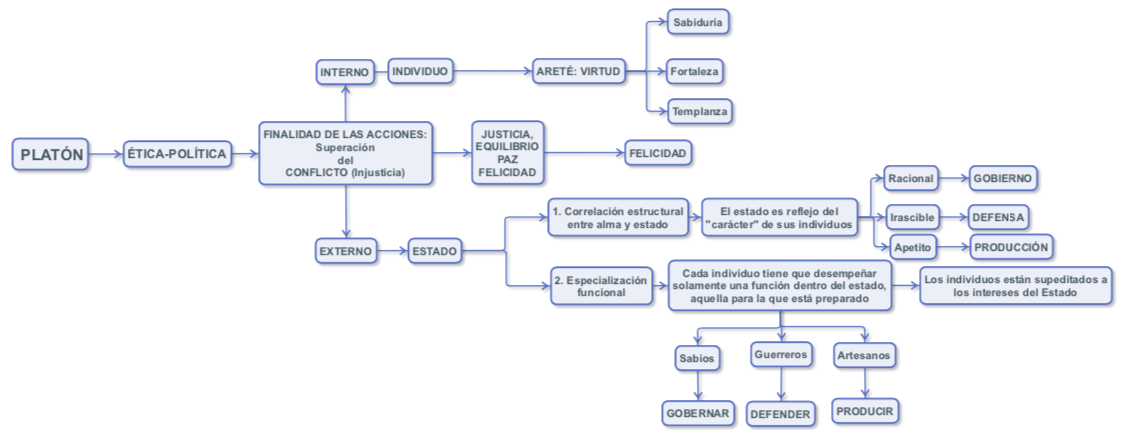 PLATÓN
ÉTICA-POLÍTICA
FINALIDAD DE LAS ACCIONES:
Superación
del
CONFLICTO (Injusticia)
INTERNO
INDIVIDUO
ARETÉ: VIRTUD
Sabiduría
Fortaleza
Templanza
JUSTICIA,
EQUILIBRIO
PAZ
FELICIDAD
FELICIDAD
EXTERNO
ESTADO
1. Correlación estructural
entre alma y estado
El estado es reflejo del
"carácter" de sus individuos
Racional
GOBIERNO
Irascible
DEFENSA
Apetito
PRODUCCIÓN
2. Especialización
funcional
Cada individuo tiene que desempeñar
solamente una función dentro del estado,
aquella para la que está preparado
Los individuos están supeditados a
los intereses del Estado
Sabios
GOBERNAR
Guerreros
DEFENDER
Artesanos
PRODUCIR